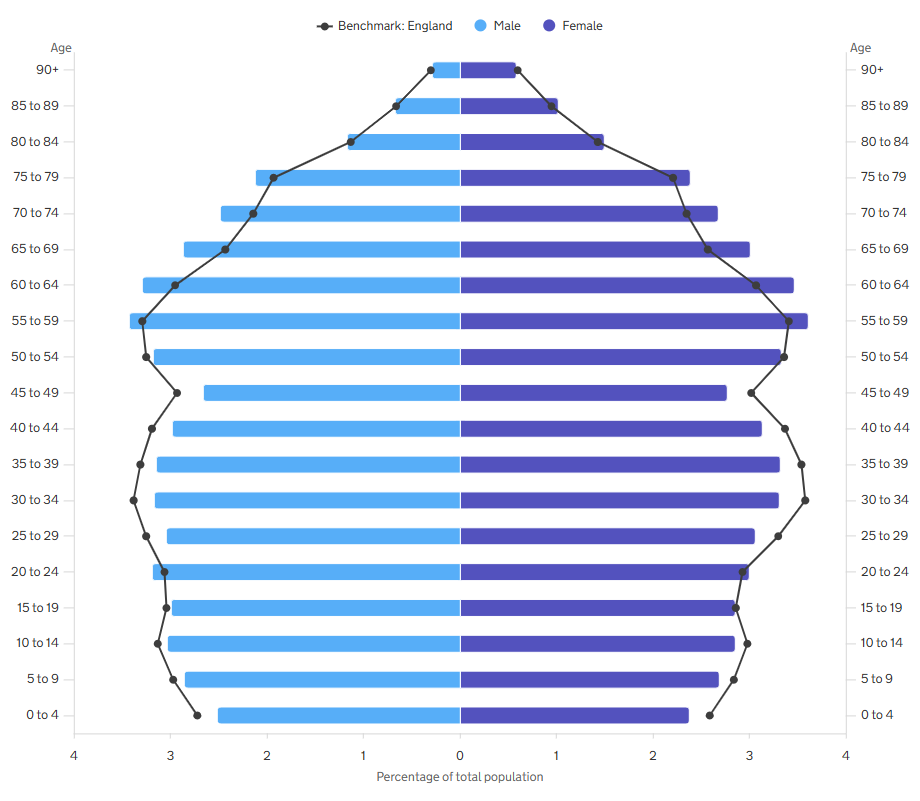 Benchmark: England Male Female
Age Age
90+ 90+
85 to 89 85 to 89
80 to 84 80 to 84
75 to 79 75 to 79
70 to 74 70 to 74
65 to 69 65 to 69
60 to 64 60 to 64
55 to 59 55 to 59
50 to 54 50 to 54
45 to 49 45 to 49
40 to 44 40 to 44
35 to 39 35 to 39
30 to 34 30 to 34
25 to 29 25 to 29
20 to 24 20 to 24
15 to 19 15 to 19
10 to 14 10 to 14
5 to 9 5 to 9
0 to 4 0 to 4
4 3 2 1 0 1 2 3 4
Percentage of total population